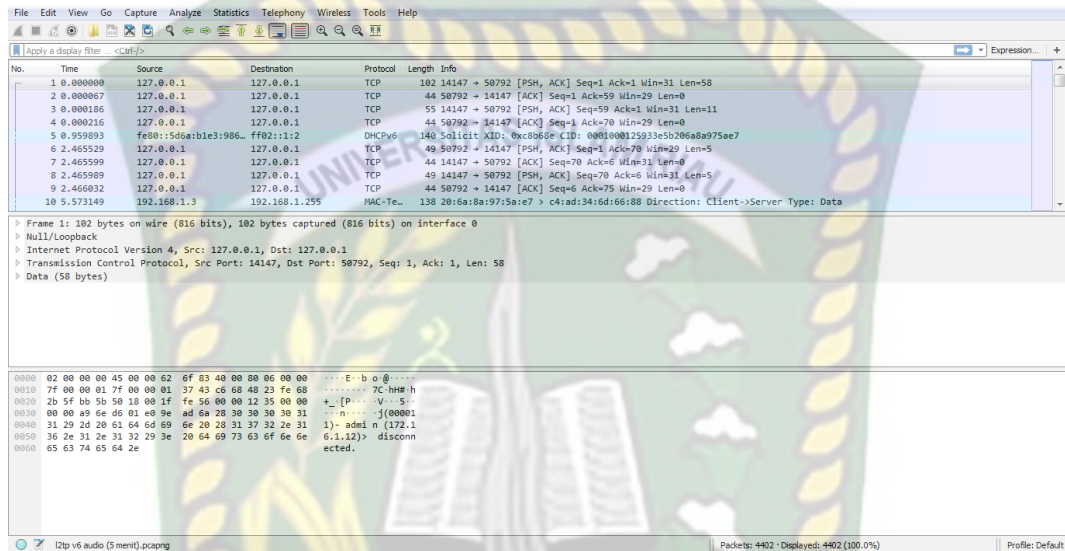 File Edit View Go Capture Analyze Statistics Telephony Wireless Tools Help
Apply a display filter ... <Ctrl-/>
Expression... +
No. Time Source Destination Protocol Length Info
1 0.000000 127.0.0.1 127.0.0.1 TCP 102 14147 → 50792 [PSH, ACK] Seq=1 Ack=1 Win=31 Len=58
2 0.000067 127.0.0.1 127.0.0.1 TCP 44 50792 → 14147 [ACK] Seq=1 Ack=59 Win=29 Len=0
3 0.000186 127.0.0.1 127.0.0.1 TCP 55 14147 → 50792 [PSH, ACK] Seq=59 Ack=1 Win=31 Len=11
4 0.000216 127.0.0.1 127.0.0.1 TCP 44 50792 → 14147 [ACK] Seq=1 Ack=70 Win=29 Len=0
5 0.959893 fe80::5d6a:b1e3:986… ff02::1:2 DHCPv6 140 Solicit XID: 0xc8b68e CID: 0001000125933e5b206a8a975ae7
6 2.465529 127.0.0.1 127.0.0.1 TCP 49 50792 → 14147 [PSH, ACK] Seq=1 Ack=70 Win=29 Len=5
7 2.465599 127.0.0.1 127.0.0.1 TCP 44 14147 → 50792 [ACK] Seq=70 Ack=6 Win=31 Len=0
8 2.465989 127.0.0.1 127.0.0.1 TCP 49 14147 → 50792 [PSH, ACK] Seq=70 Ack=6 Win=31 Len=5
9 2.466032 127.0.0.1 127.0.0.1 TCP 44 50792 → 14147 [ACK] Seq=6 Ack=75 Win=29 Len=0
10 5.573149 192.168.1.3 192.168.1.255 MAC-Te… 138 20:6a:8a:97:5a:e7 > c4:ad:34:6d:66:88 Direction: Client->Server Type: Data
UNIVERSITAS ISLAM RIAU
Frame 1: 102 bytes on wire (816 bits), 102 bytes captured (816 bits) on interface 0
Null/Loopback
Internet Protocol Version 4, Src: 127.0.0.1, Dst: 127.0.0.1
Transmission Control Protocol, Src Port: 14147, Dst Port: 50792, Seq: 1, Ack: 1, Len: 58
Data (58 bytes)
0000 02 00 00 00 45 00 00 62 6f 83 40 00 80 06 00 00 ····E··b o·@·····
0010 7f 00 00 01 7f 00 00 01 37 43 c6 68 48 23 fe 68 ········ 7C·hH#·h
0020 2b 5f bb 5b 50 18 00 1f fe 56 00 00 12 35 00 00 +_·[P··· ·V···5··
0030 00 00 a9 6e d6 01 e0 9e ad 6a 28 30 30 30 30 31 ···n···· ·j(00001
0040 31 29 2d 20 61 64 6d 69 6e 20 28 31 37 32 2e 31 1)- admi n (172.1
0050 36 2e 31 2e 31 32 29 3e 20 64 69 73 63 6f 6e 6e 6.1.12)> disconn
0060 65 63 74 65 64 2e ected.
l2tp v6 audio (5 menit).pcapng Packets: 4402 · Displayed: 4402 (100.0%) Profile: Default